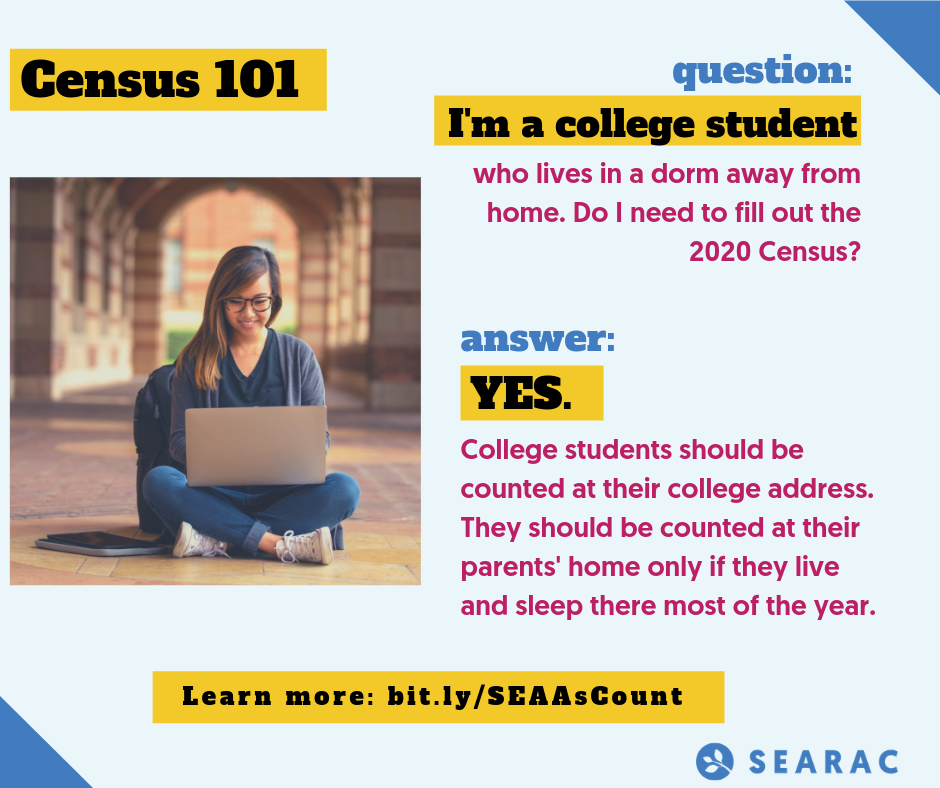 Census 101
question:
I'm a college student
who lives in a dorm away from
home. Do I need to fill out the
2020 Census?
answer:
YES.
College students should be
counted at their college address.
They should be counted at their
parents' home only if they live
and sleep there most of the year.
Learn more: bit.ly/SEAAsCount
SEARAC